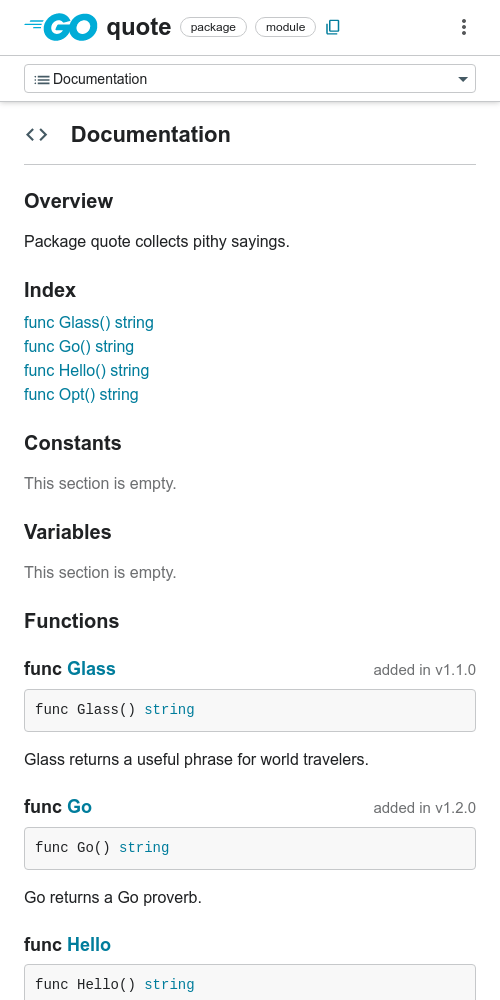 GO quote package module
Documentation
Documentation
Overview
Package quote collects pithy sayings.
Index
func Glass() string
func Go() string
func Hello() string
func Opt() string
Constants
This section is empty.
Variables
This section is empty.
Functions
func Glass added in v1.1.0
func Glass() string
Glass returns a useful phrase for world travelers.
func Go added in v1.2.0
func Go() string
Go returns a Go proverb.
func Hello
func Hello() string